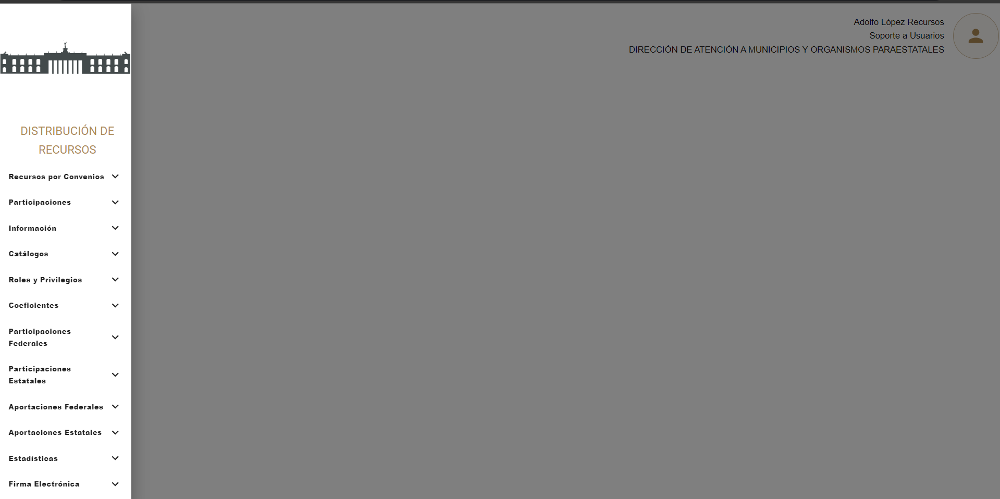 Adolfo López Recursos
Soporte a Usuarios
DIRECCIÓN DE ATENCIÓN A MUNICIPIOS Y ORGANISMOS PARAESTATALES
DISTRIBUCIÓN DE
RECURSOS
Recursos por Convenios
Participaciones
Información
Catálogos
Roles y Privilegios
Coeficientes
Participaciones
Federales
Participaciones
Estatales
Aportaciones Federales
Aportaciones Estatales
Estadísticas
Firma Electrónica